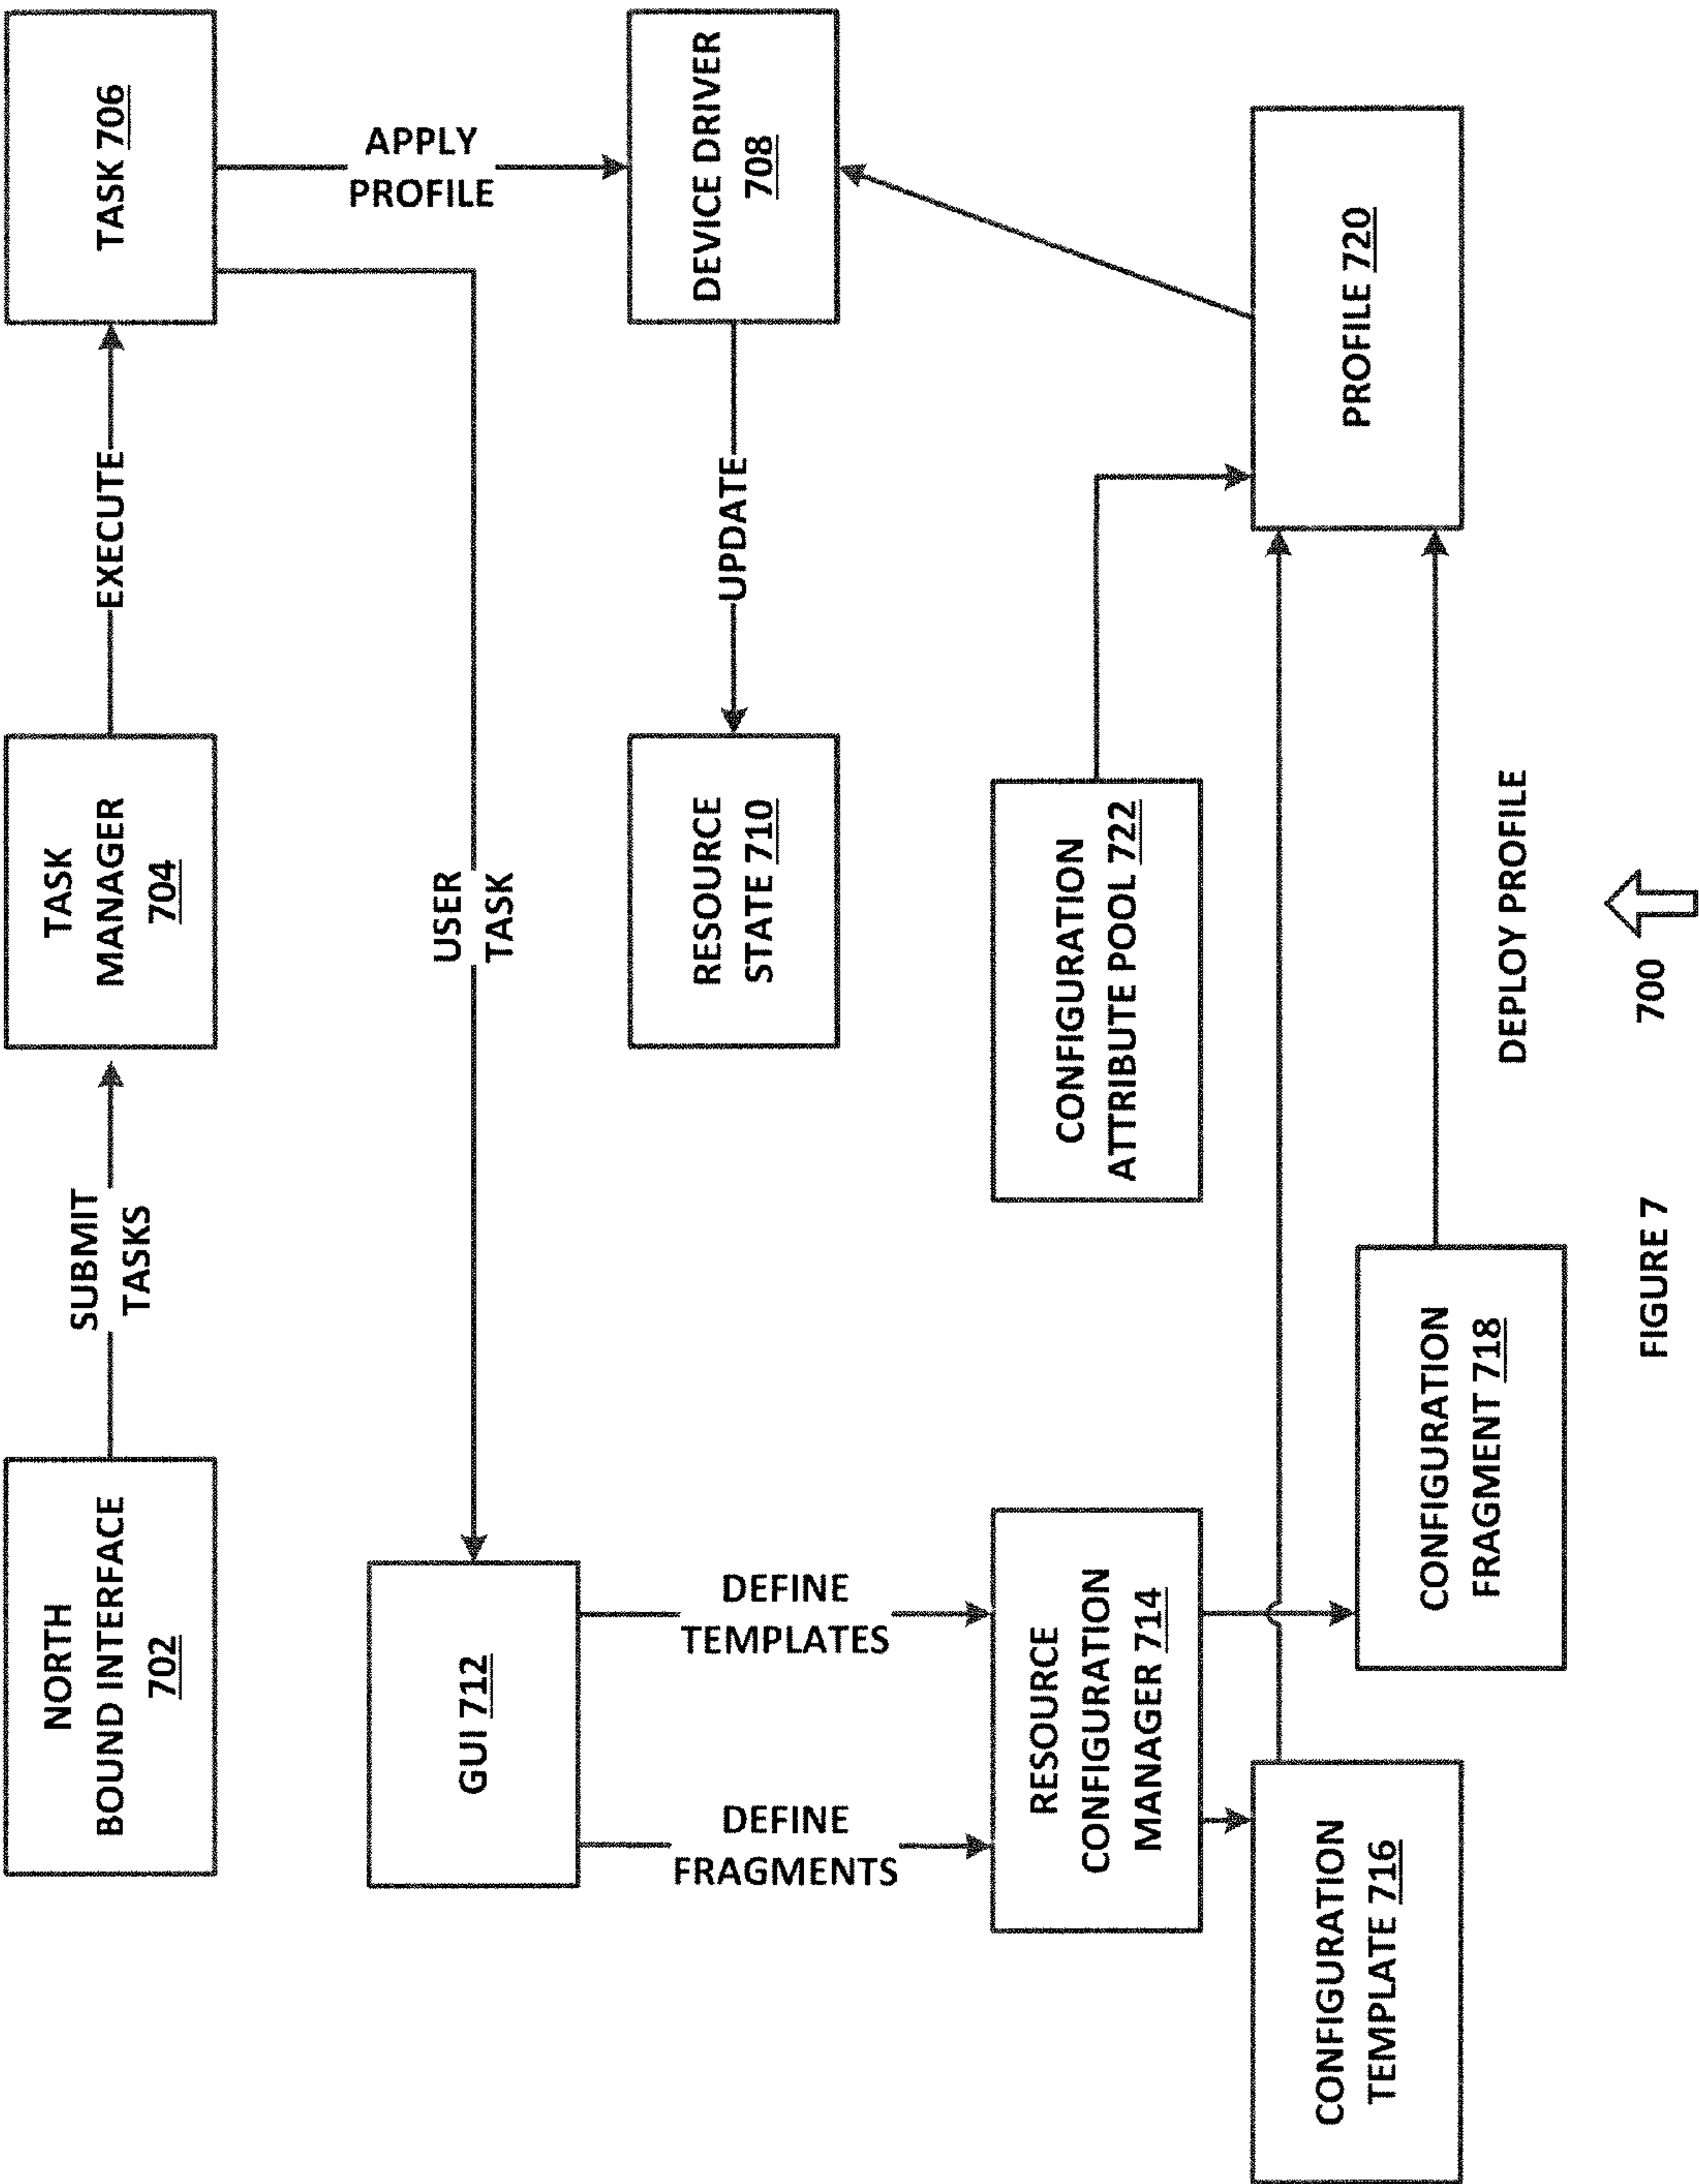 NORTH
BOUND INTERFACE
702
SUBMIT
TASKS
TASK
MANAGER
704
EXECUTE
TASK 706
USER
TASK
APPLY
PROFILE
GUI 712
RESOURCE
STATE 710
UPDATE
DEVICE DRIVER
708
DEFINE
FRAGMENTS
DEFINE
TEMPLATES
RESOURCE
CONFIGURATION
MANAGER 714
CONFIGURATION
ATTRIBUTE POOL 722
CONFIGURATION
TEMPLATE 716
CONFIGURATION
FRAGMENT 718
PROFILE 720
DEPLOY PROFILE
FIGURE 7
700